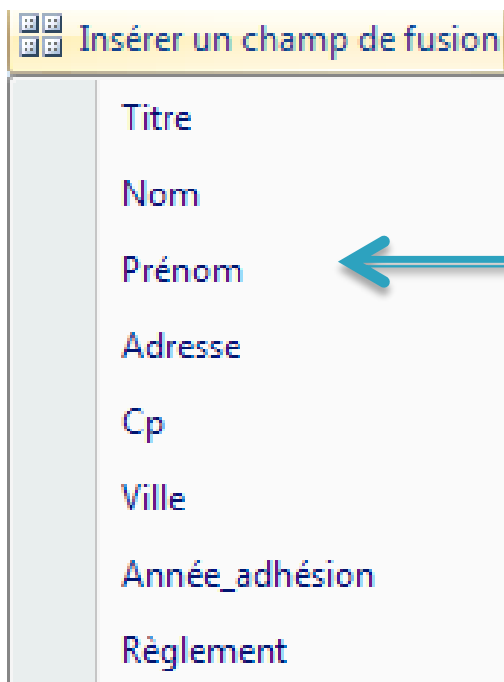 Insérer un champ de fusion
Titre
Nom
Prénom
Adresse
Cp
Ville
Année_adhésion
Règlement